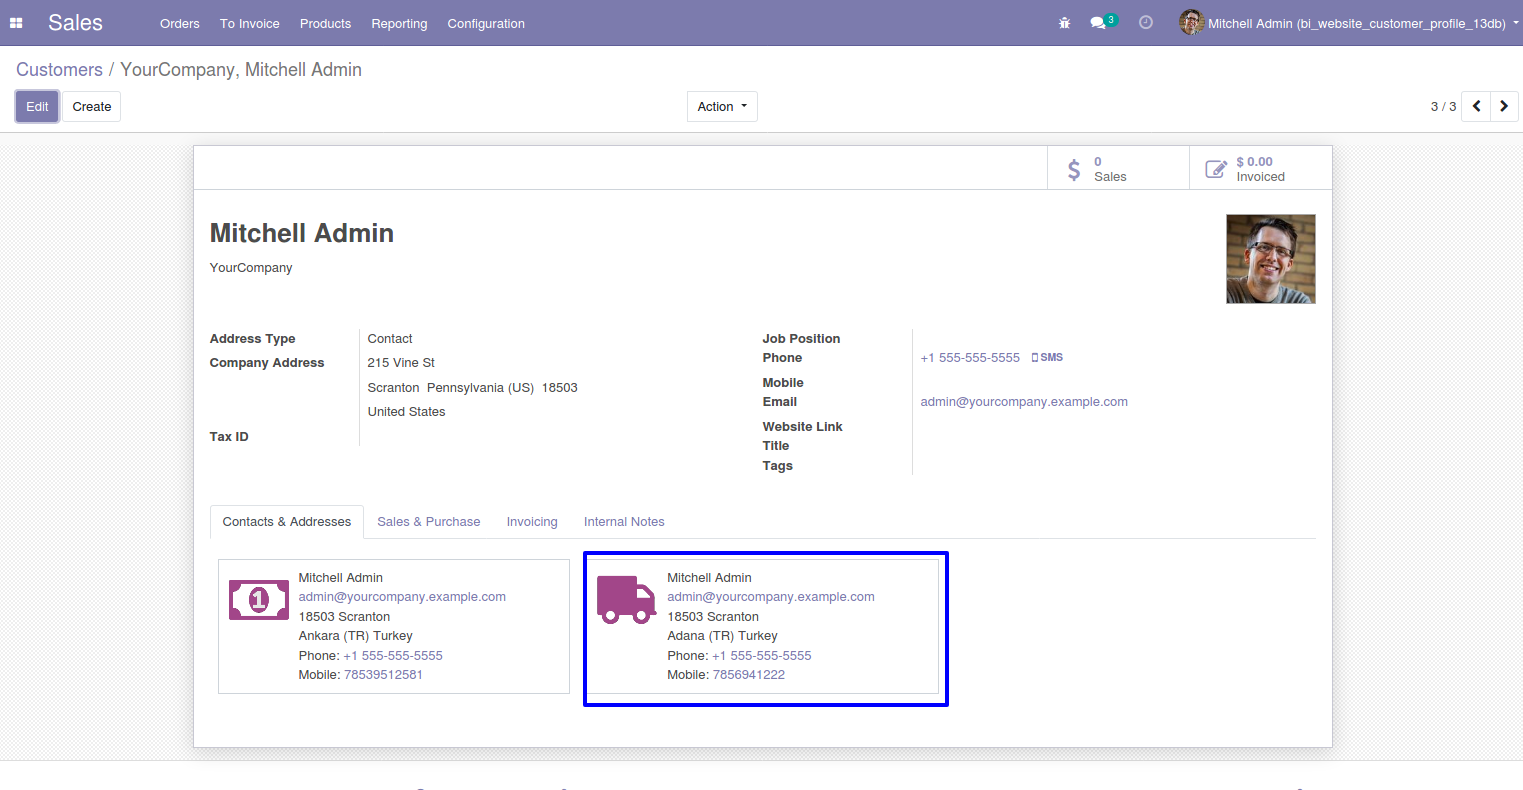 Sales Orders To Invoice Products Reporting Configuration 3 Mitchell Admin (bi_website_customer_profile_13db)
Customers / YourCompany, Mitchell Admin
Edit Create Action 3 / 3
0
Sales
$ 0.00
Invoiced
Mitchell Admin
YourCompany
Address Type Contact
Company Address 215 Vine St
Scranton Pennsylvania (US) 18503
United States
Tax ID
Job Position
Phone +1 555-555-5555 SMS
Mobile
Email admin@yourcompany.example.com
Website Link
Title
Tags
Contacts & Addresses Sales & Purchase Invoicing Internal Notes
1
Mitchell Admin
admin@yourcompany.example.com
18503 Scranton
Ankara (TR) Turkey
Phone: +1 555-555-5555
Mobile: 78539512581
Mitchell Admin
admin@yourcompany.example.com
18503 Scranton
Adana (TR) Turkey
Phone: +1 555-555-5555
Mobile: 7856941222